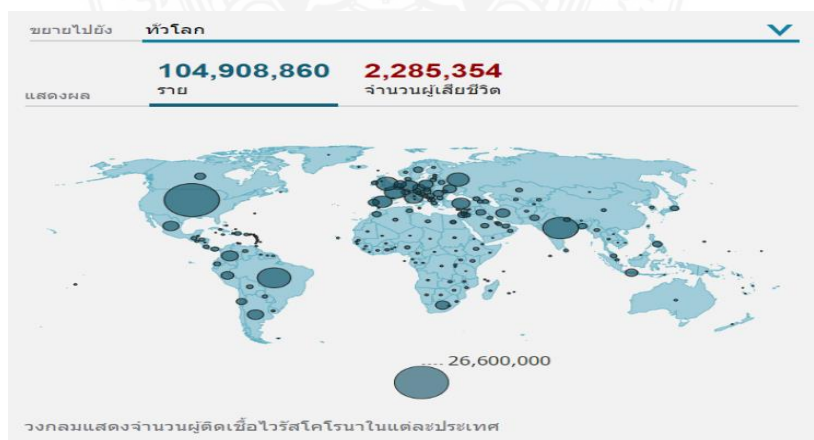 ขยายไปยัง ทั่วโลก
104,908,860 2,285,354
แสดงผล ราย จำนวนผู้เสียชีวิต
.... 26,600,000
วงกลมแสดงจำนวนผู้ติดเชื้อไวรัสโคโรนาในแต่ละประเทศ